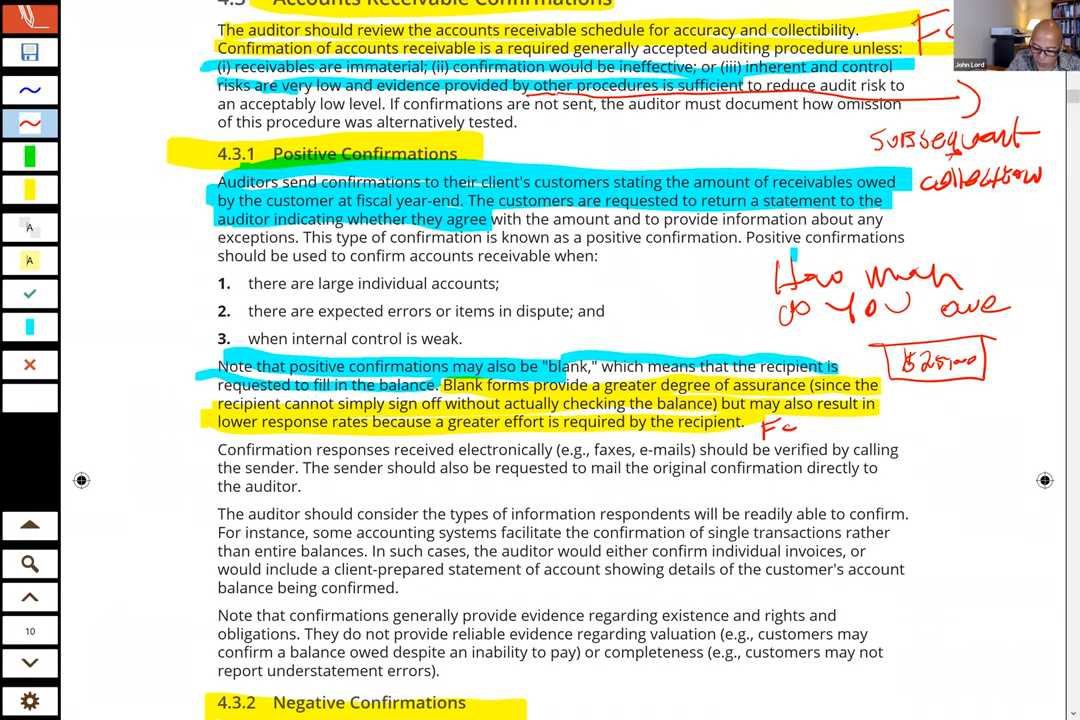 4.3 Accounts Receivable Confirmations
The auditor should review the accounts receivable schedule for accuracy and collectibility.
Confirmation of accounts receivable is a required generally accepted auditing procedure unless:
(i) receivables are immaterial; (ii) confirmation would be ineffective; or (iii) inherent and control
risks are very low and evidence provided by other procedures is sufficient to reduce audit risk to
an acceptably low level. If confirmations are not sent, the auditor must document how omission
of this procedure was alternatively tested.
John Lord
subsequent
collection
4.3.1 Positive Confirmations
Auditors send confirmations to their client's customers stating the amount of receivables owed
by the customer at fiscal year-end. The customers are requested to return a statement to the
auditor indicating whether they agree with the amount and to provide information about any
exceptions. This type of confirmation is known as a positive confirmation. Positive confirmations
should be used to confirm accounts receivable when:
How much
do you owe
1. there are large individual accounts;
2. there are expected errors or items in dispute; and
3. when internal control is weak.
Note that positive confirmations may also be "blank," which means that the recipient is
requested to fill in the balance. Blank forms provide a greater degree of assurance (since the
recipient cannot simply sign off without actually checking the balance) but may also result in
lower response rates because a greater effort is required by the recipient.
Confirmation responses received electronically (e.g., faxes, e-mails) should be verified by calling
the sender. The sender should also be requested to mail the original confirmation directly to
the auditor.
The auditor should consider the types of information respondents will be readily able to confirm.
For instance, some accounting systems facilitate the confirmation of single transactions rather
than entire balances. In such cases, the auditor would either confirm individual invoices, or
would include a client-prepared statement of account showing details of the customer's account
balance being confirmed.
Note that confirmations generally provide evidence regarding existence and rights and
obligations. They do not provide reliable evidence regarding valuation (e.g., customers may
confirm a balance owed despite an inability to pay) or completeness (e.g., customers may not
report understatement errors).
4.3.2 Negative Confirmations
A
A
10